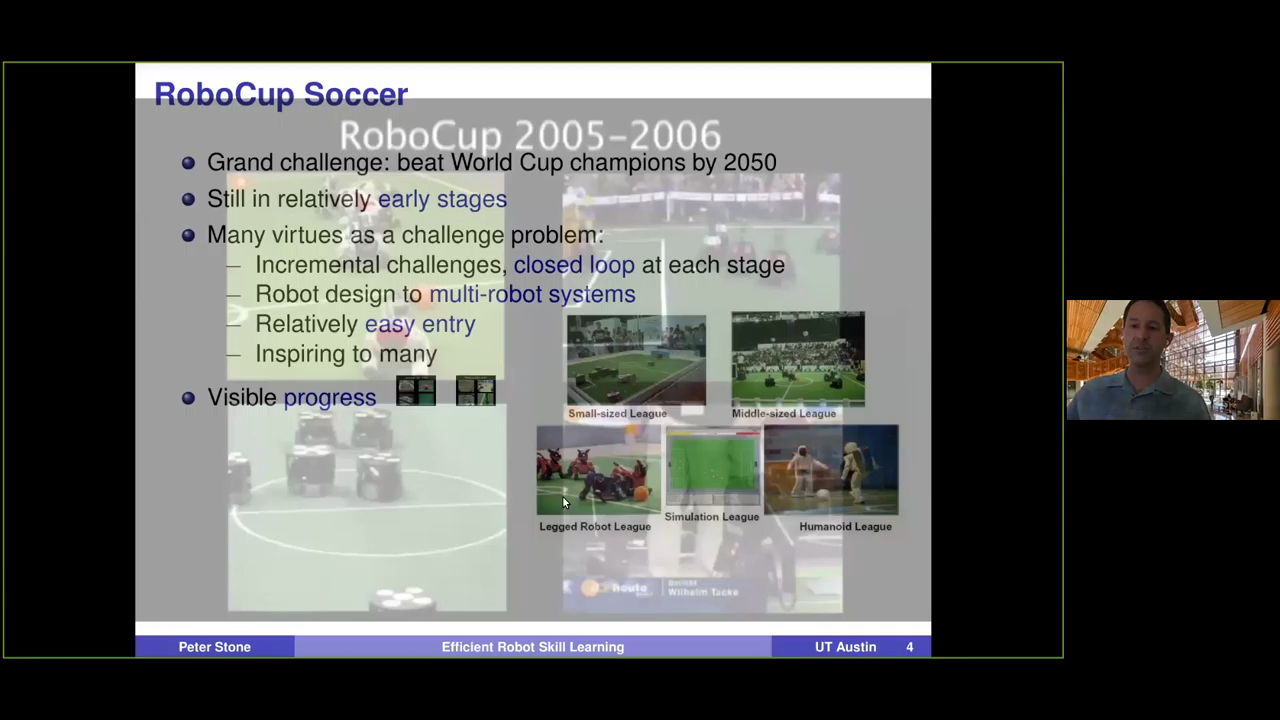 RoboCup Soccer
RoboCup 2005-2006
Grand challenge: beat World Cup champions by 2050
Still in relatively early stages
Many virtues as a challenge problem:
– Incremental challenges, closed loop at each stage
– Robot design to multi-robot systems
– Relatively easy entry
– Inspiring to many
Visible progress
Small-sized League
Middle-sized League
Legged Robot League
Simulation League
Humanoid League
heute
Wilhelm Tacke
Peter Stone
Efficient Robot Skill Learning
UT Austin
4